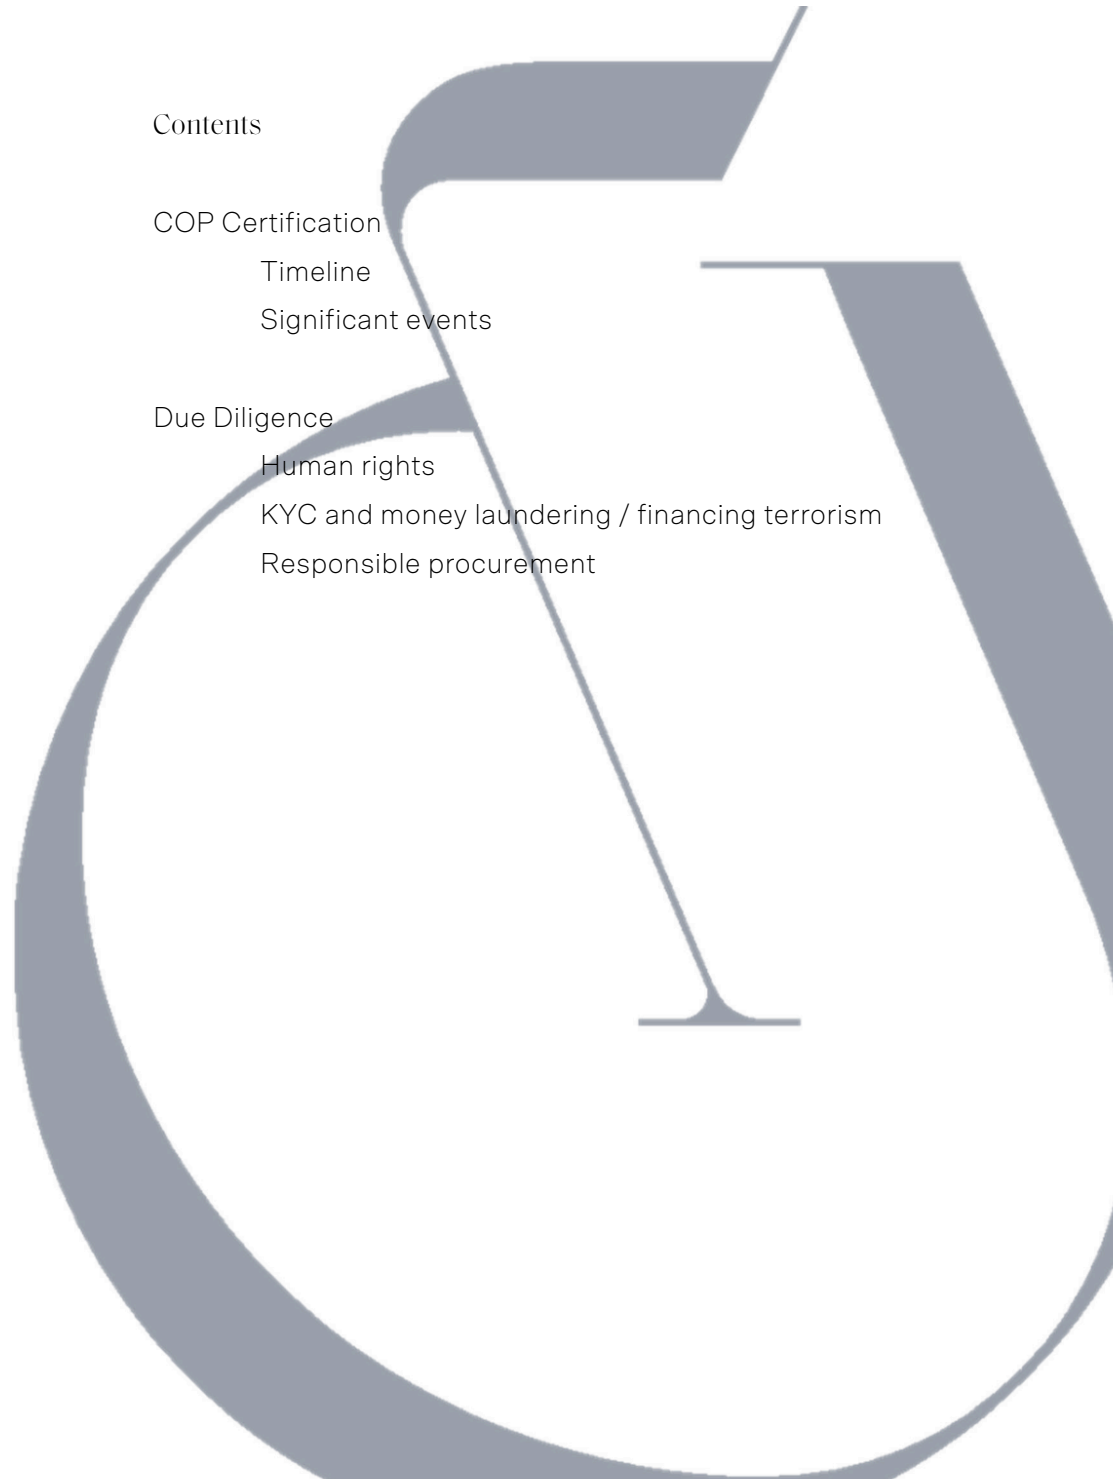 Contents
COP Certification
Timeline
Significant events
Due Diligence
Human rights
KYC and money laundering / financing terrorism
Responsible procurement